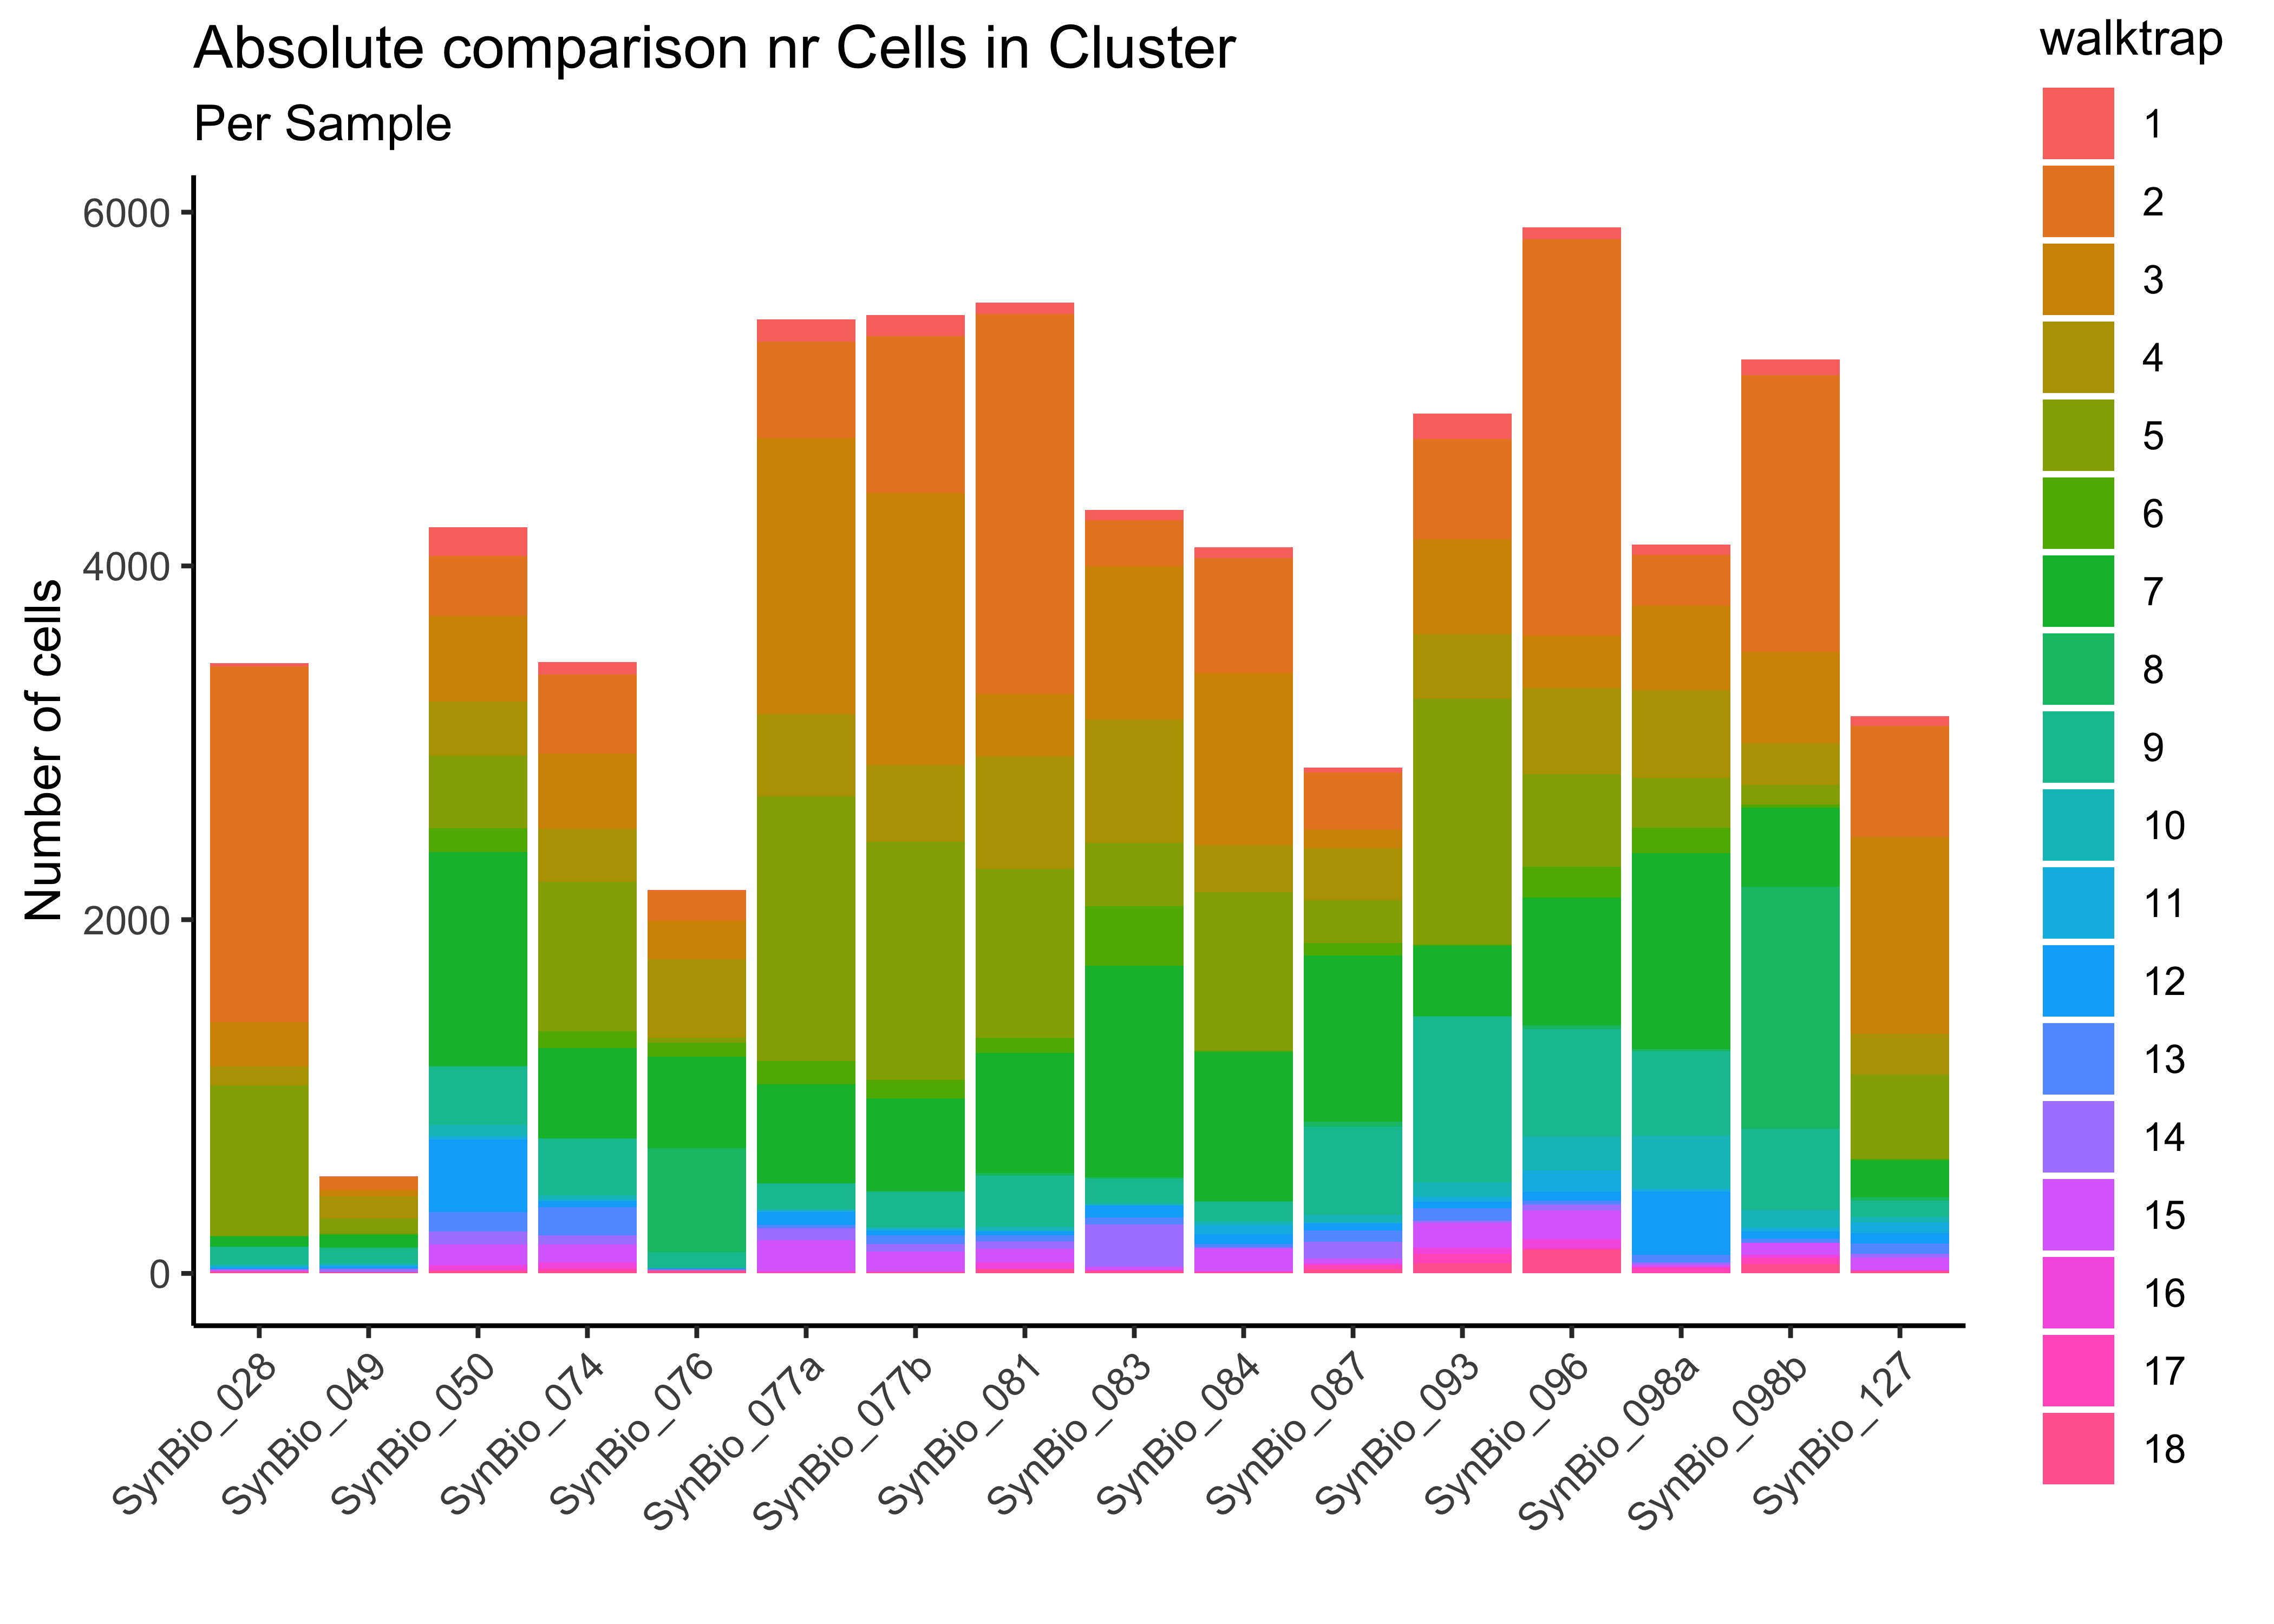 Absolute comparison nr Cells in Cluster
Per Sample
Number of cells
6000
4000
2000
0
SynBio_028
SynBio_049
SynBio_050
SynBio_074
SynBio_076
SynBio_077a
SynBio_077b
SynBio_081
SynBio_083
SynBio_084
SynBio_087
SynBio_093
SynBio_096
SynBio_098a
SynBio_098b
SynBio_127
walktrap
1
2
3
4
5
6
7
8
9
10
11
12
13
14
15
16
17
18